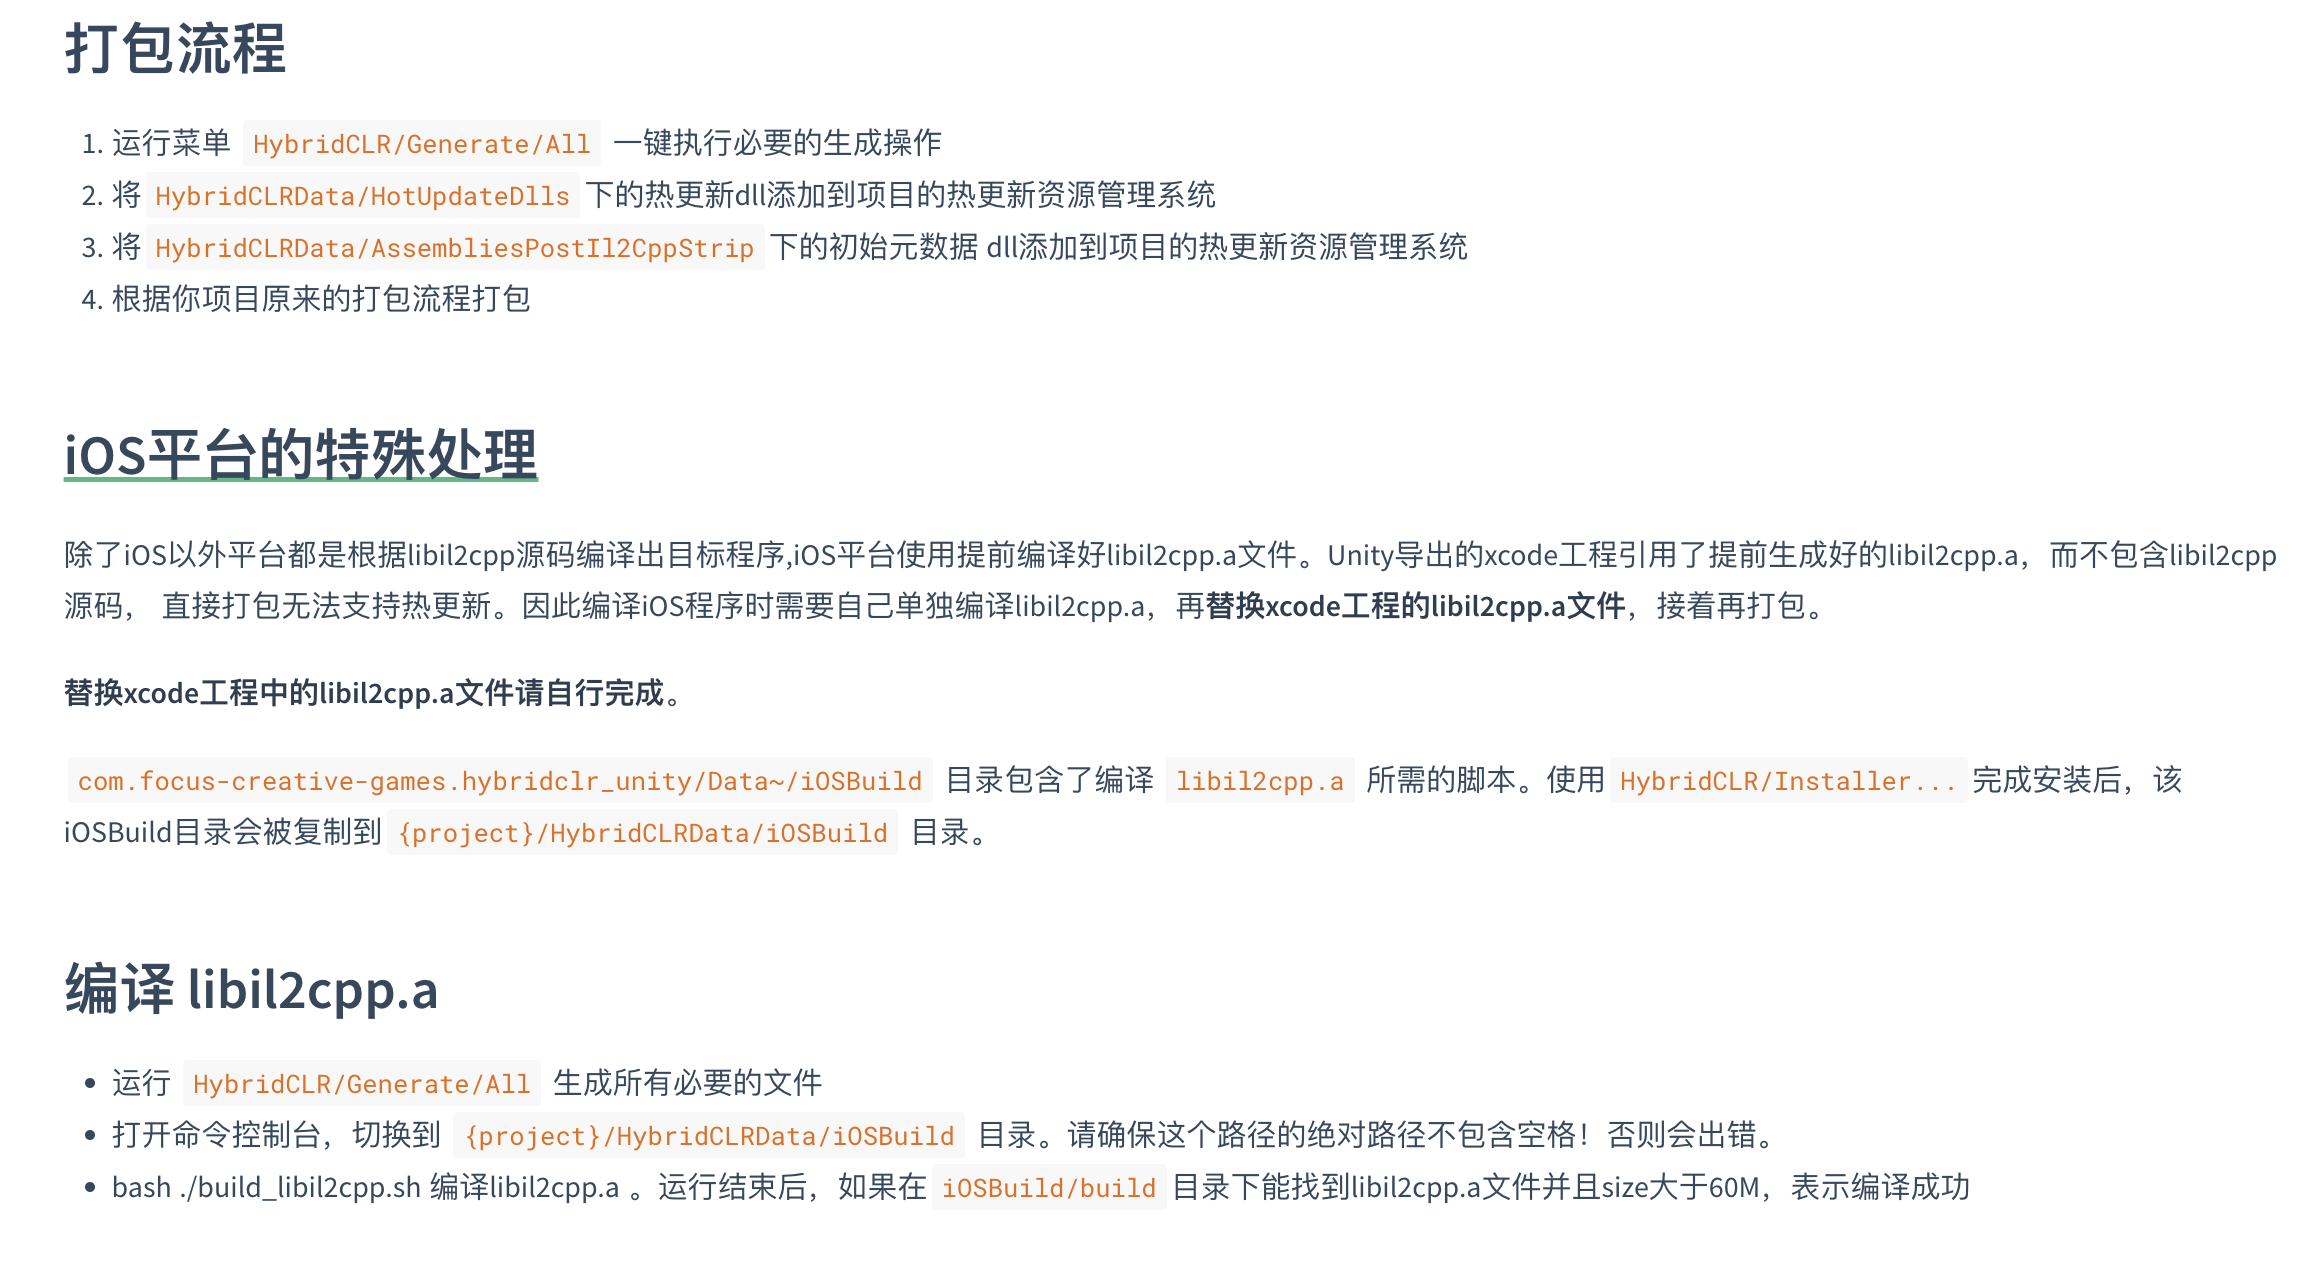 打包流程
1. 运行菜单 HybridCLR/Generate/All 一键执行必要的生成操作
2. 将 HybridCLRData/HotUpdateDlls 下的热更新dll添加到项目的热更新资源管理系统
3. 将 HybridCLRData/AssembliesPostIl2CppStrip 下的初始元数据 dll添加到项目的热更新资源管理系统
4. 根据你项目原来的打包流程打包
iOS平台的特殊处理
除了iOS以外平台都是根据libil2cpp源码编译出目标程序,iOS平台使用提前编译好libil2cpp.a文件。Unity导出的xcode工程引用了提前生成好的libil2cpp.a，而不包含libil2cpp
源码， 直接打包无法支持热更新。因此编译iOS程序时需要自己单独编译libil2cpp.a，再替换xcode工程的libil2cpp.a文件，接着再打包。
替换xcode工程中的libil2cpp.a文件请自行完成。
com.focus-creative-games.hybridclr_unity/Data~/iOSBuild 目录包含了编译 libil2cpp.a 所需的脚本。使用 HybridCLR/Installer... 完成安装后，该
iOSBuild目录会被复制到 {project}/HybridCLRData/iOSBuild 目录。
编译 libil2cpp.a
• 运行 HybridCLR/Generate/All 生成所有必要的文件
• 打开命令控制台，切换到 {project}/HybridCLRData/iOSBuild 目录。请确保这个路径的绝对路径不包含空格！否则会出错。
• bash ./build_libil2cpp.sh 编译libil2cpp.a 。运行结束后，如果在 iOSBuild/build 目录下能找到libil2cpp.a文件并且size大于60M，表示编译成功